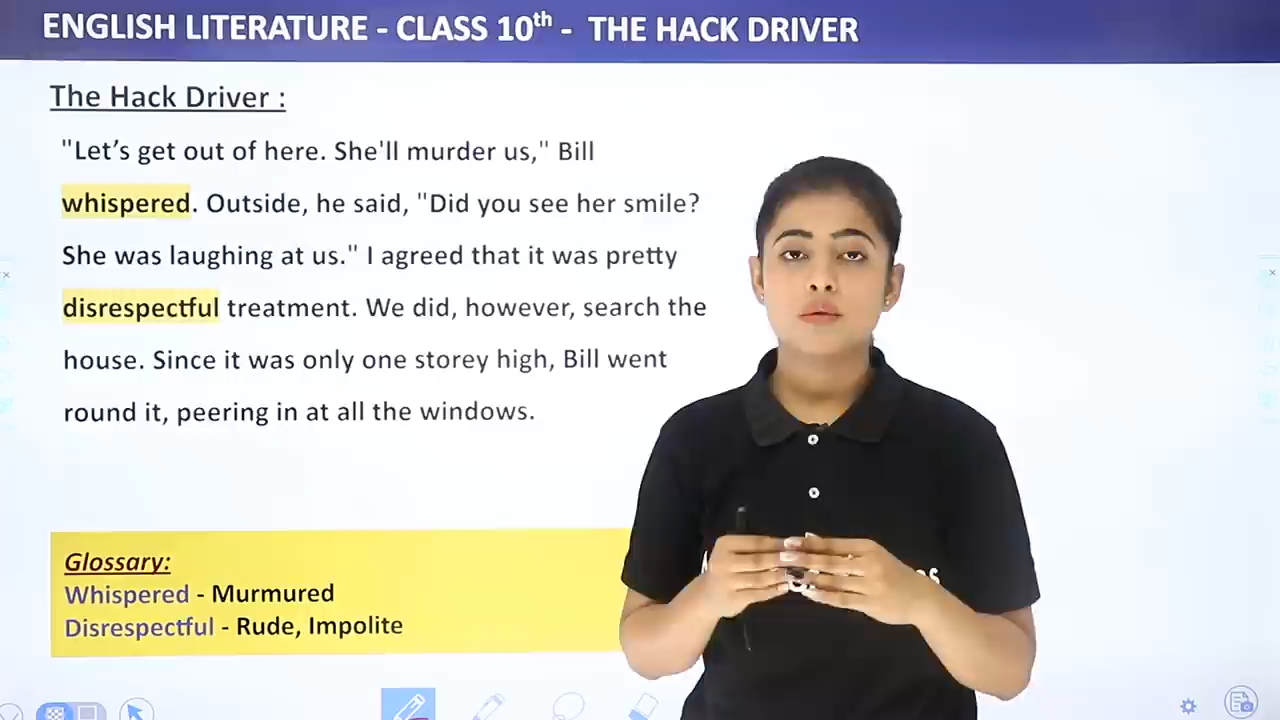 ENGLISH LITERATURE - CLASS 10th - THE HACK DRIVER
The Hack Driver :
"Let’s get out of here. She'll murder us," Bill
whispered. Outside, he said, "Did you see her smile?
She was laughing at us." I agreed that it was pretty
disrespectful treatment. We did, however, search the
house. Since it was only one storey high, Bill went
round it, peering in at all the windows.
Glossary:
Whispered - Murmured
Disrespectful - Rude, Impolite